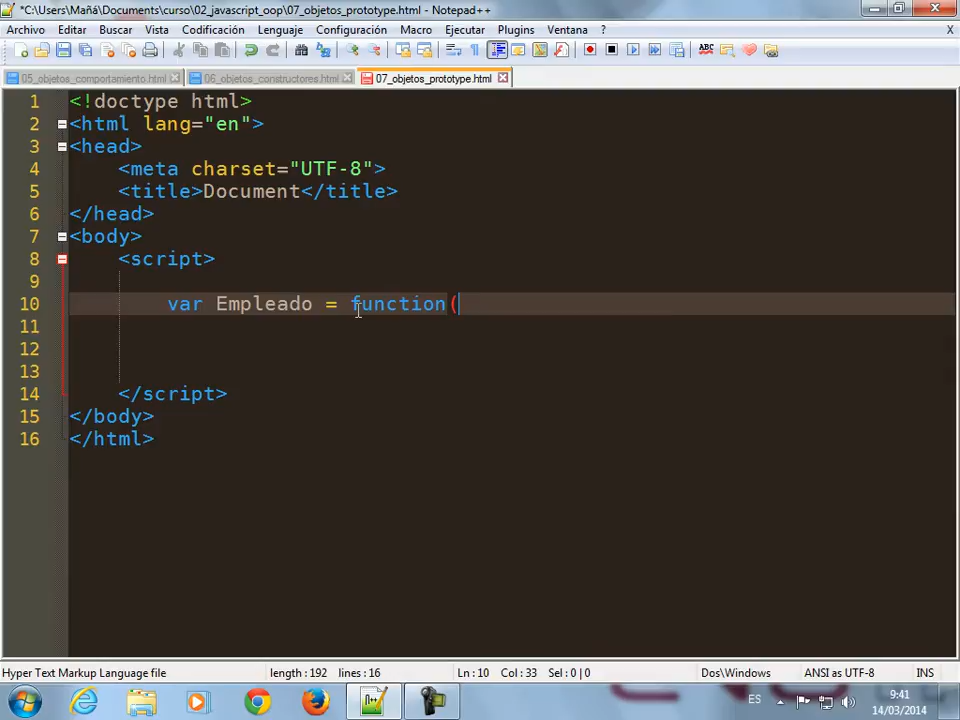 *C:\Users\Mañá\Documents\curso\02_javascript_oop\07_objetos_prototype.html - Notepad++
Archivo Editar Buscar Vista Codificación Lenguaje Configuración Macro Ejecutar Plugins Ventana ? X
ABC
05_objetos_comportamiento.html 06_objetos_constructores.html 07_objetos_prototype.html
1 <!doctype html>
2 <html lang="en">
3 <head>
4 <meta charset="UTF-8">
5 <title>Document</title>
6 </head>
7 <body>
8 <script>
9
10 var Empleado = function(
11
12
13
14 </script>
15 </body>
16 </html>
Hyper Text Markup Language file length : 192 lines : 16 Ln : 10 Col : 33 Sel : 0 | 0 Dos\Windows ANSI as UTF-8 INS
ES 9:41
14/03/2014